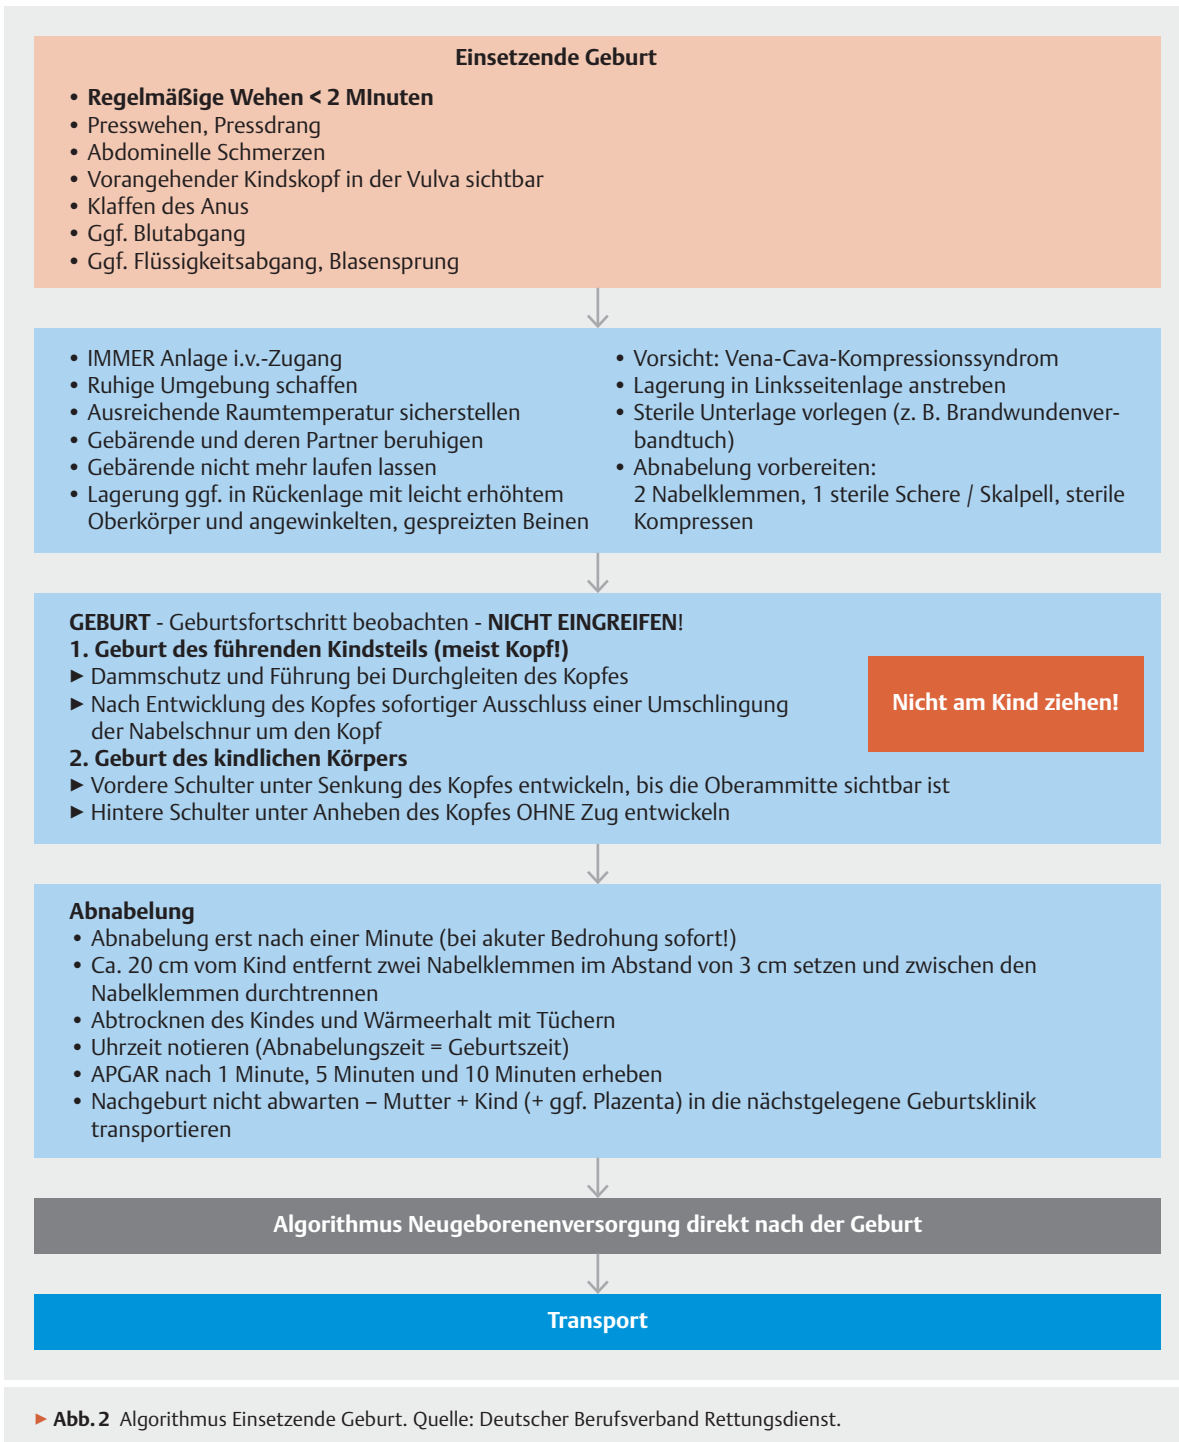 Einsetzende Geburt
• Regelmäßige Wehen < 2 MInuten
• Presswehen, Pressdrang
• Abdominelle Schmerzen
• Vorangehender Kindskopf in der Vulva sichtbar
• Klaffen des Anus
• Ggf. Blutabgang
• Ggf. Flüssigkeitsabgang, Blasensprung
• IMMER Anlage i.v.-Zugang
• Ruhige Umgebung schaffen
• Ausreichende Raumtemperatur sicherstellen
• Gebärende und deren Partner beruhigen
• Gebärende nicht mehr laufen lassen
• Lagerung ggf. in Rückenlage mit leicht erhöhtem
Oberkörper und angewinkelten, gespreizten Beinen
• Vorsicht: Vena-Cava-Kompressionssyndrom
• Lagerung in Linksseitenlage anstreben
• Sterile Unterlage vorlegen (z. B. Brandwundenver-
bandtuch)
• Abnabelung vorbereiten:
2 Nabelklemmen, 1 sterile Schere / Skalpell, sterile
Kompressen
GEBURT - Geburtsfortschritt beobachten - NICHT EINGREIFEN!
1. Geburt des führenden Kindsteils (meist Kopf!)
▶ Dammschutz und Führung bei Durchgleiten des Kopfes
▶ Nach Entwicklung des Kopfes sofortiger Ausschluss einer Umschlingung
der Nabelschnur um den Kopf
2. Geburt des kindlichen Körpers
▶ Vordere Schulter unter Senkung des Kopfes entwickeln, bis die Oberammitte sichtbar ist
▶ Hintere Schulter unter Anheben des Kopfes OHNE Zug entwickeln
Nicht am Kind ziehen!
Abnabelung
• Abnabelung erst nach einer Minute (bei akuter Bedrohung sofort!)
• Ca. 20 cm vom Kind entfernt zwei Nabelklemmen im Abstand von 3 cm setzen und zwischen den
Nabelklemmen durchtrennen
• Abtrocknen des Kindes und Wärmeerhalt mit Tüchern
• Uhrzeit notieren (Abnabelungszeit = Geburtszeit)
• APGAR nach 1 Minute, 5 Minuten und 10 Minuten erheben
• Nachgeburt nicht abwarten – Mutter + Kind (+ ggf. Plazenta) in die nächstgelegene Geburtsklinik
transportieren
Algorithmus Neugeborenenversorgung direkt nach der Geburt
Transport
▶ Abb. 2 Algorithmus Einsetzende Geburt. Quelle: Deutscher Berufsverband Rettungsdienst.